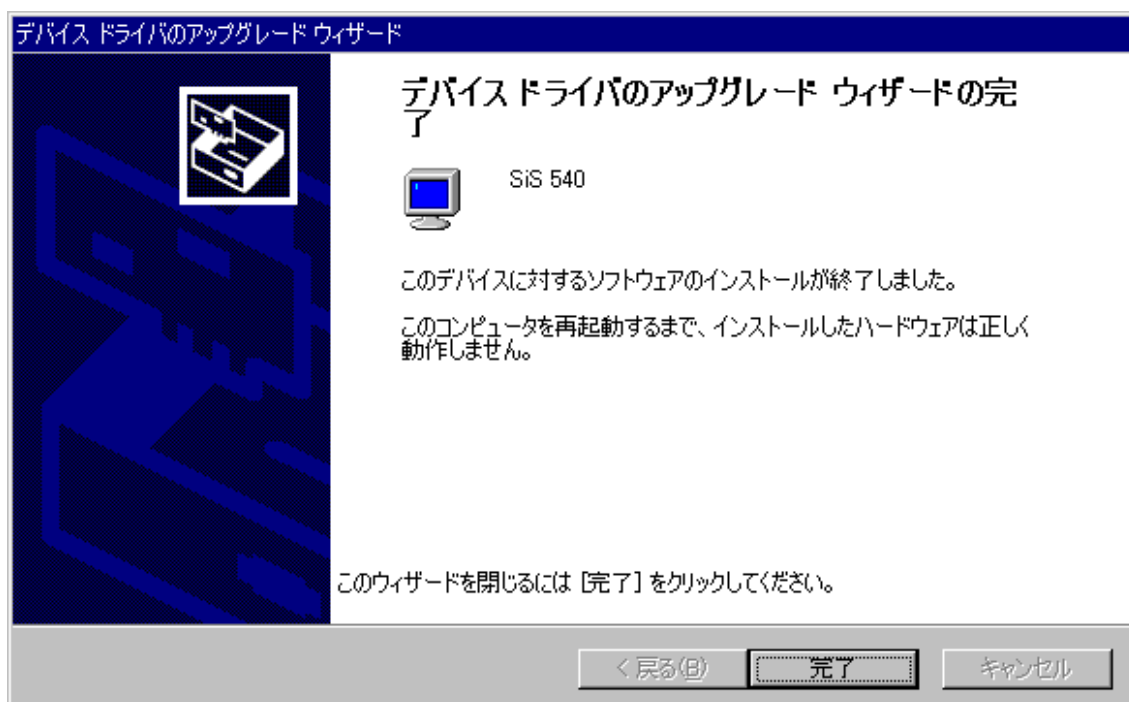 デバイス ドライバのアップグレード ウィザード
デバイス ドライバのアップグレード ウィザードの完
了
SiS 540
このデバイスに対するソフトウェアのインストールが終了しました。
このコンピュータを再起動するまで、インストールしたハードウェアは正しく
動作しません。
このウィザードを閉じるには [完了] をクリックしてください。
< 戻る(B) 完了 キャンセル